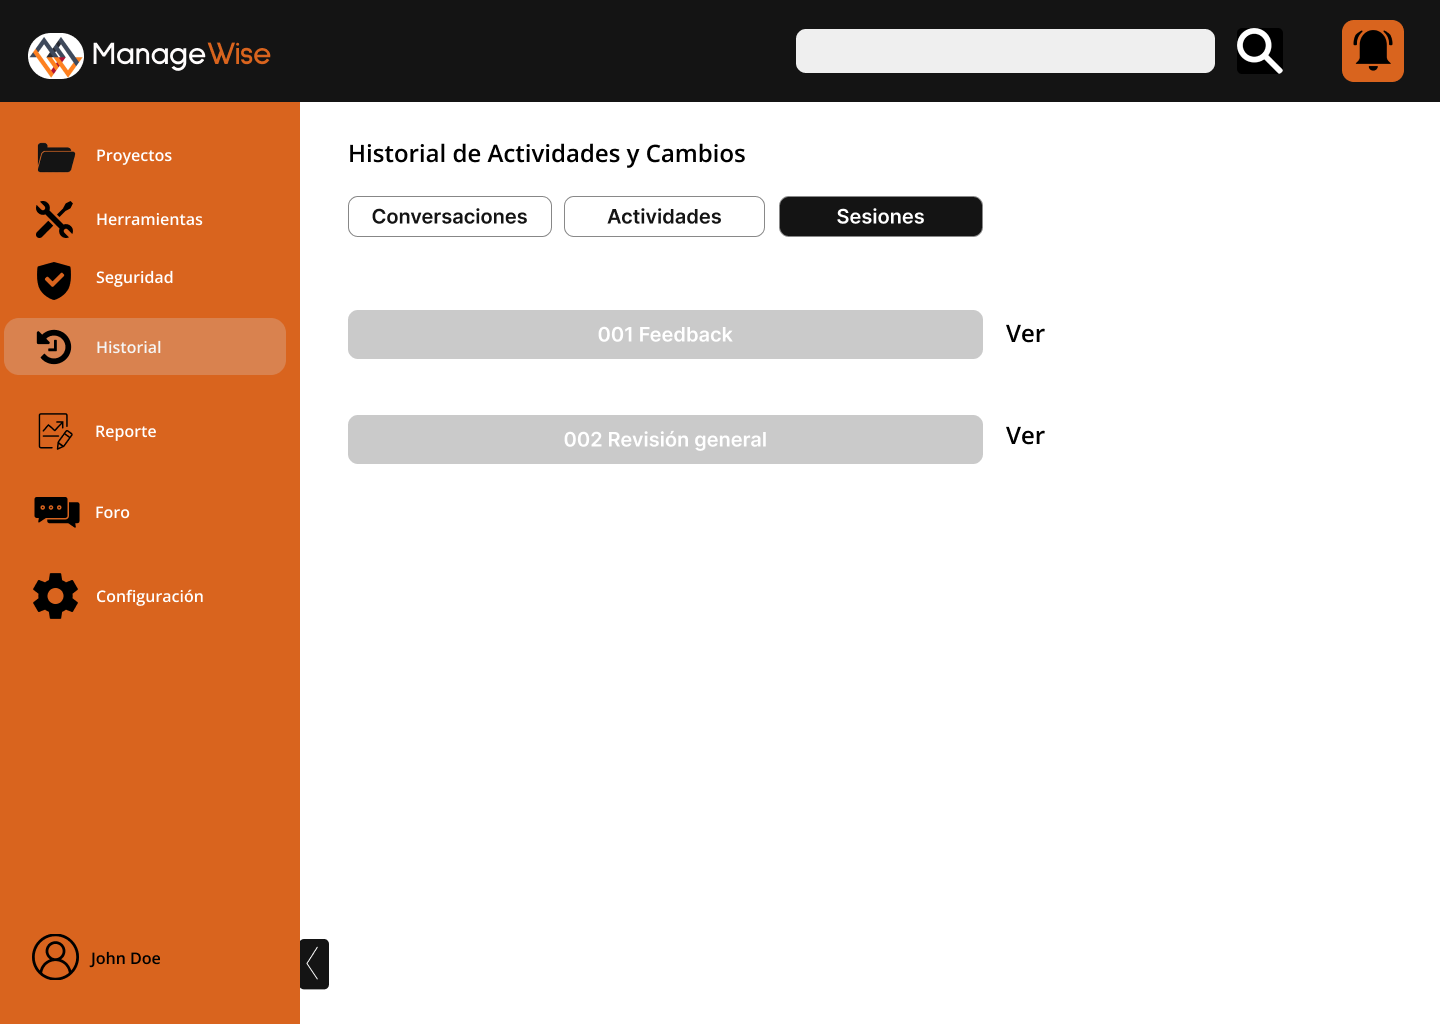 ManageWise
Proyectos
Herramientas
Seguridad
Historial
Reporte
Foro
Configuración
John Doe
Historial de Actividades y Cambios
Conversaciones
Actividades
Sesiones
001 Feedback
Ver
002 Revisión general
Ver